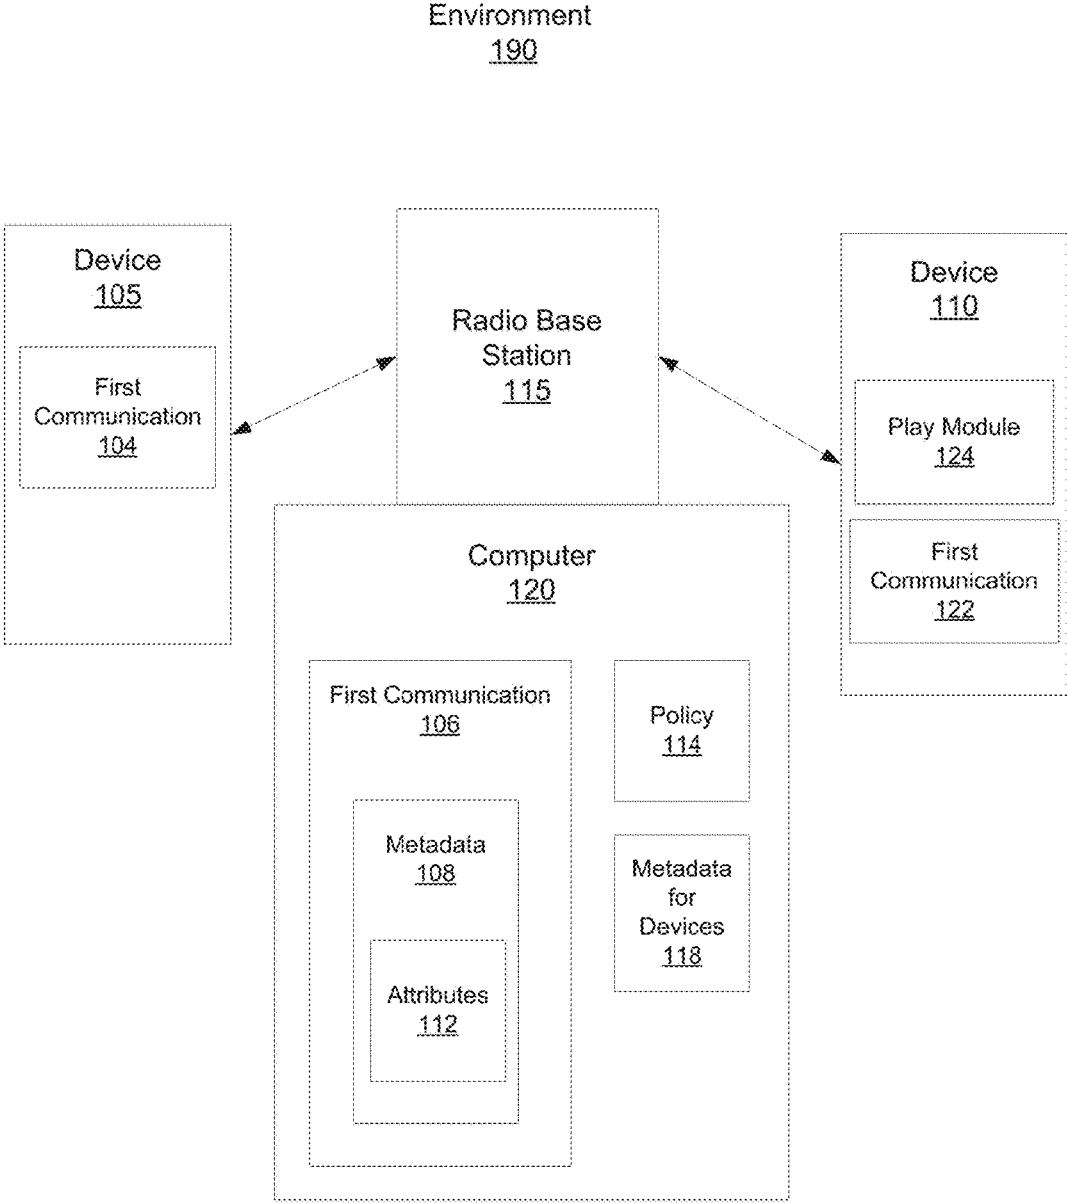 Environment
190
Device
105
First
Communication
104
Radio Base
Station
115
Device
110
Play Module
124
First
Communication
122
Computer
120
First Communication
106
Metadata
108
Attributes
112
Policy
114
Metadata
for
Devices
118